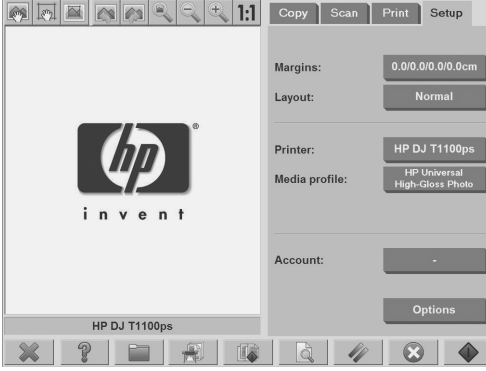 1:1
Copy Scan Print Setup
Margins: 0.0/0.0/0.0/0.0cm
Layout: Normal
hp
®
invent
Printer: HP DJ T1100ps
Media profile: HP Universal
High-Gloss Photo
Account: -
Options
HP DJ T1100ps
?